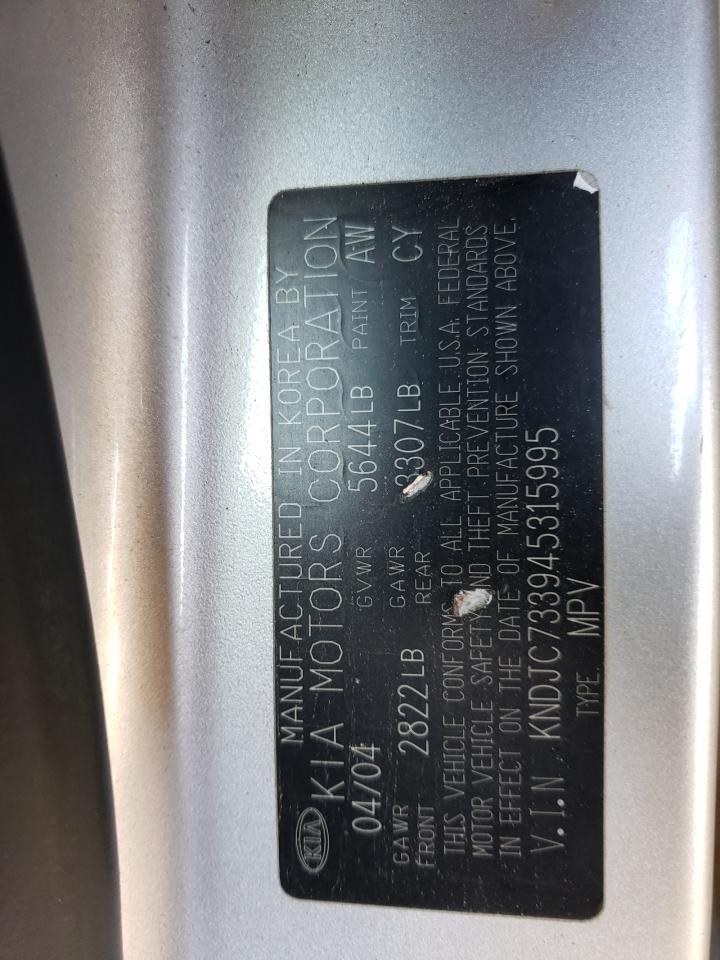 KIA
MANUFACTURED IN KOREA BY
KIA MOTORS CORPORATION
04/04 GVWR 5644LB PAINT AW
GAWR FRONT 2822LB GAWR REAR 3307LB TRIM CY
THIS VEHICLE CONFORMS TO ALL APPLICABLE U.S.A. FEDERAL
MOTOR VEHICLE SAFETY AND THEFT PREVENTION STANDARDS
IN EFFECT ON THE DATE OF MANUFACTURE SHOWN ABOVE.
V.I.N KNDJC733945315995
TYPE MPV